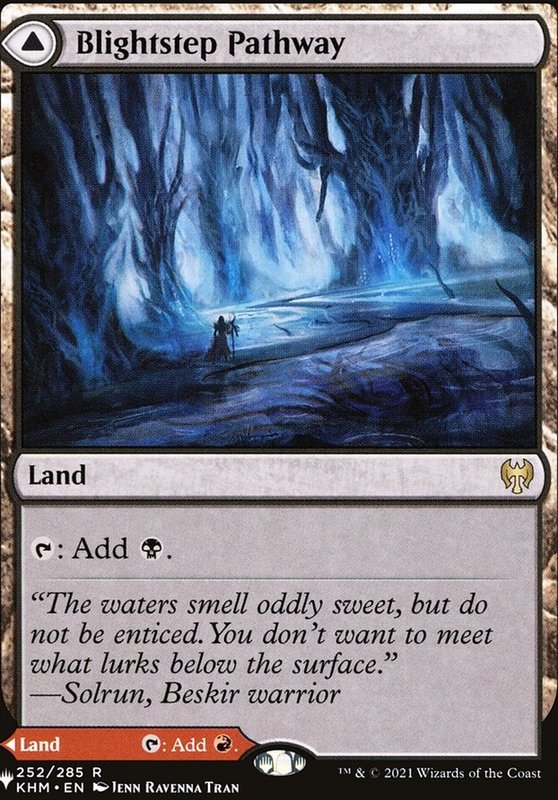 Blightstep Pathway
Land
: Add .
“The waters smell oddly sweet, but do
not be enticed. You don’t want to meet
what lurks below the surface.”
—Solrun, Beskir warrior
Land : Add .
252/285 R
KHM • EN Jenn Ravenna Tran
™ & © 2021 Wizards of the Coast